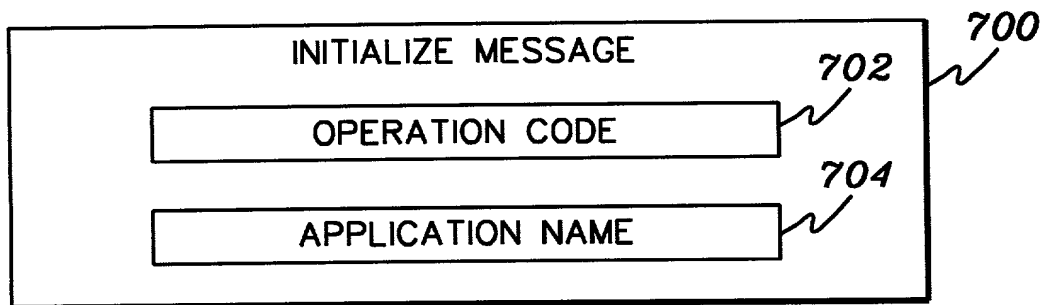 INITIALIZE MESSAGE
700
OPERATION CODE
702
APPLICATION NAME
704